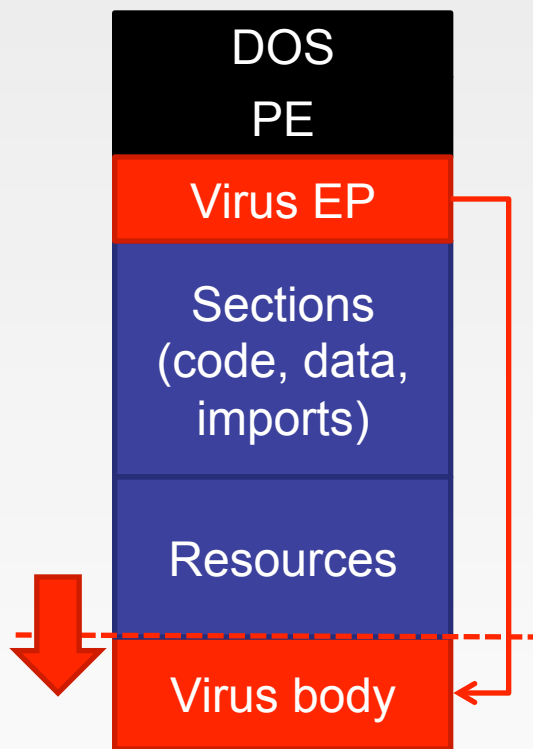 DOS
PE
Virus EP
Sections
(code, data,
imports)
Resources
Virus body